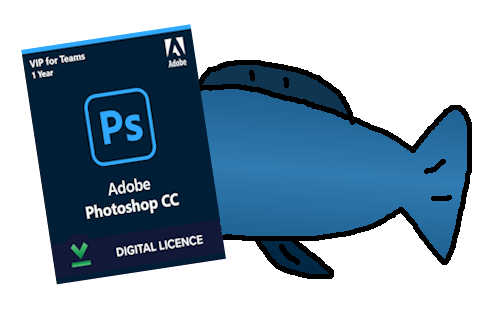 VIP for Teams
1 Year
Adobe
Ps
Adobe
Photoshop CC
DIGITAL LICENCE